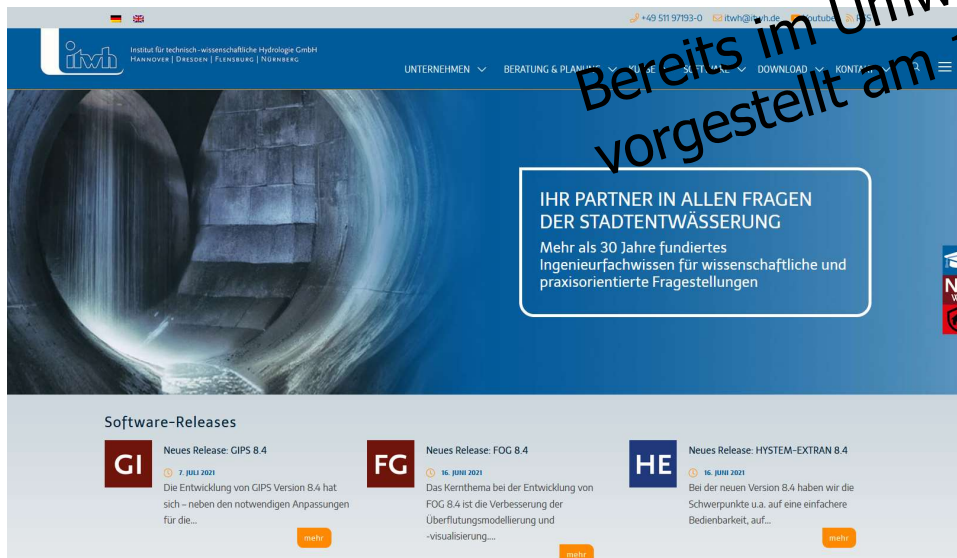 +49 511 97193-0 itwh@itwh.de Youtube RSS
itwh
Institut für technisch-wissenschaftliche Hydrologie GmbH
HANNOVER | DRESDEN | FLENSBURG | NÜRNBERG
UNTERNEHMEN BERATUNG & PLANUNG KURSE SOFTWARE DOWNLOAD KONTAKT
Bereits im
vorgestellt am
IHR PARTNER IN ALLEN FRAGEN
DER STADTENTWÄSSERUNG
Mehr als 30 Jahre fundiertes
Ingenieurfachwissen für wissenschaftliche und
praxisorientierte Fragestellungen
Software-Releases
GI
Neues Release: GIPS 8.4
7. JULI 2021
Die Entwicklung von GIPS Version 8.4 hat
sich – neben den notwendigen Anpassungen
für die...
mehr
FG
Neues Release: FOG 8.4
16. JUNI 2021
Das Kernthema bei der Entwicklung von
FOG 8.4 ist die Verbesserung der
Überflutungsmodellierung und
-visualisierung....
mehr
HE
Neues Release: HYSTEM-EXTRAN 8.4
16. JUNI 2021
Bei der neuen Version 8.4 haben wir die
Schwerpunkte u.a. auf eine einfachere
Bedienbarkeit, auf...
mehr